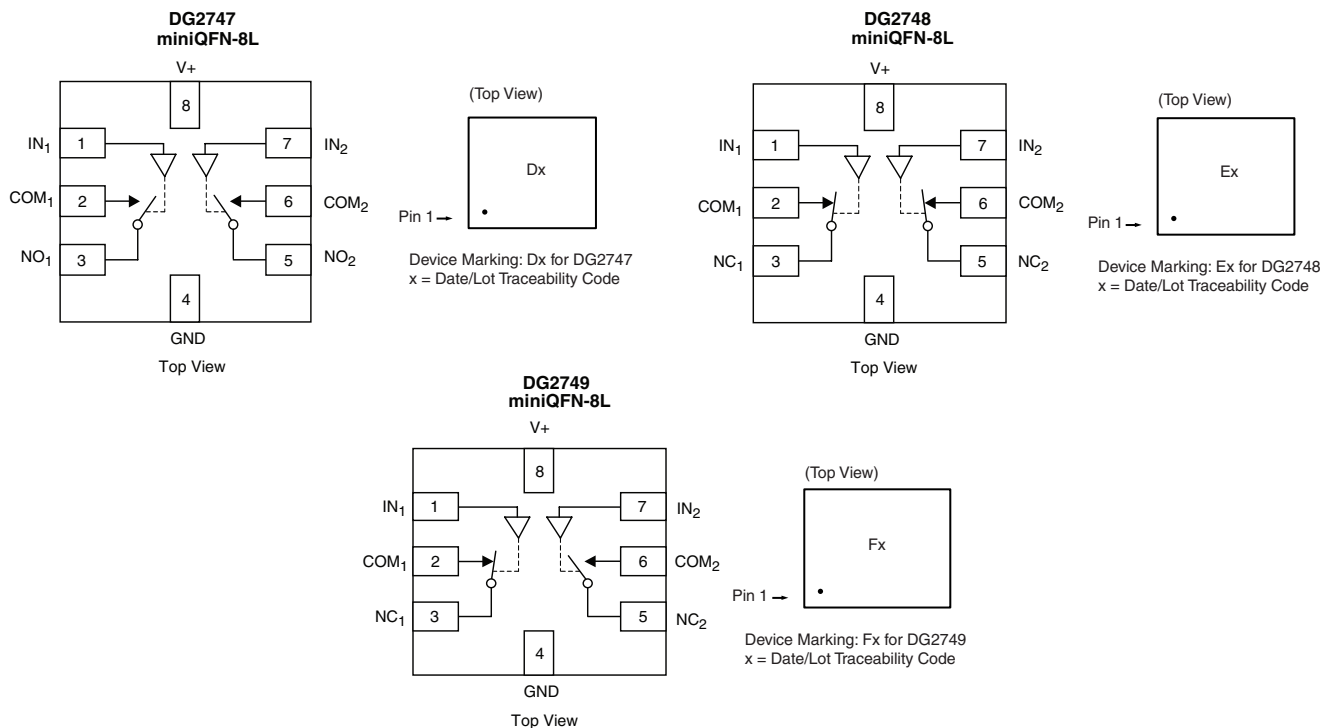 DG2747
miniQFN-8L
V+
8
IN1
1
7
IN2
COM1
2
6
COM2
NO1
3
5
NO2
4
GND
Top View
(Top View)
Dx
Pin 1
Device Marking: Dx for DG2747
x = Date/Lot Traceability Code
DG2748
miniQFN-8L
V+
8
IN1
1
7
IN2
COM1
2
6
COM2
NC1
3
5
NC2
4
GND
Top View
(Top View)
Ex
Pin 1
Device Marking: Ex for DG2748
x = Date/Lot Traceability Code
DG2749
miniQFN-8L
V+
8
IN1
1
7
IN2
COM1
2
6
COM2
NC1
3
5
NC2
4
GND
Top View
(Top View)
Fx
Pin 1
Device Marking: Fx for DG2749
x = Date/Lot Traceability Code